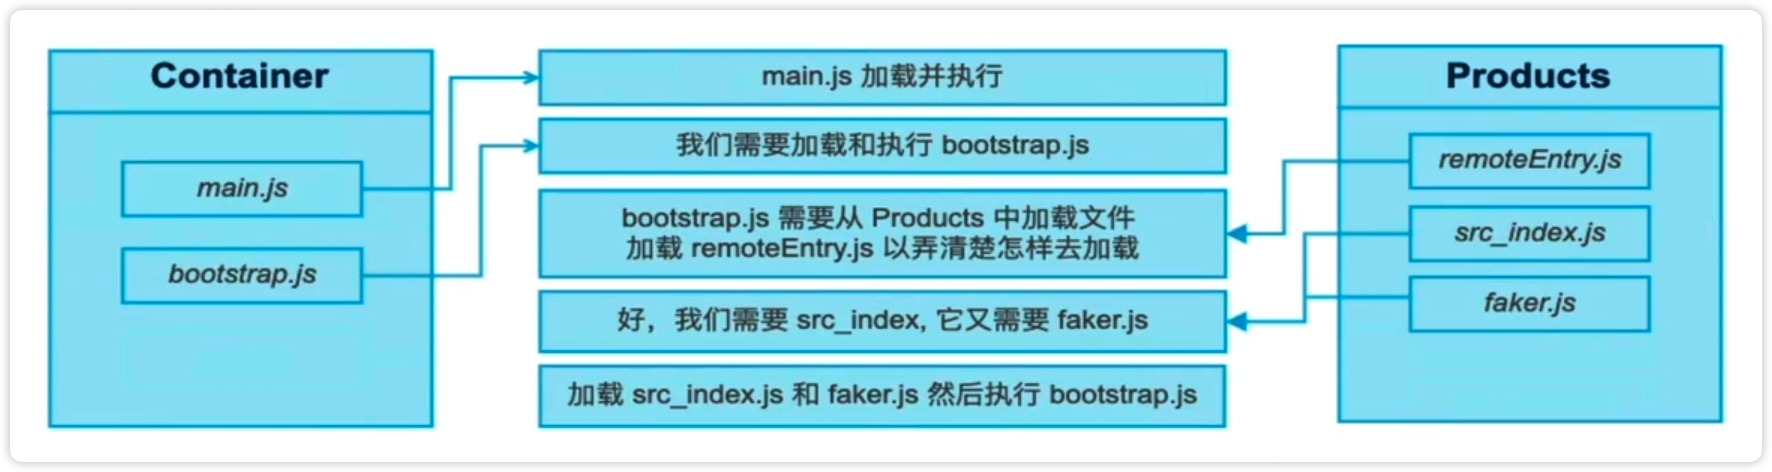 Container
main.js
bootstrap.js
main.js 加载并执行
我们需要加载和执行 bootstrap.js
bootstrap.js 需要从 Products 中加载文件
加载 remoteEntry.js 以弄清楚怎样去加载
好，我们需要 src_index, 它又需要 faker.js
加载 src_index.js 和 faker.js 然后执行 bootstrap.js
Products
remoteEntry.js
src_index.js
faker.js